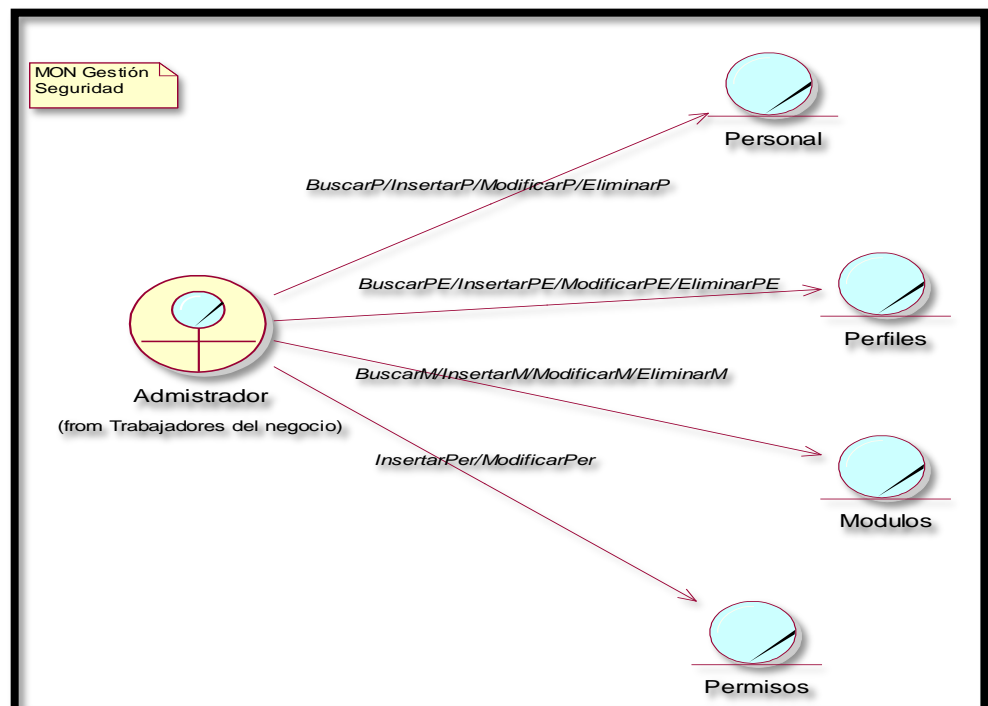 MON Gestión
Seguridad
Personal
BuscarP/InsertarP/ModificarP/EliminarP
BuscarPE/InsertarPE/ModificarPE/EliminarPE
Perfiles
BuscarM/InsertarM/ModificarM/EliminarM
Admistrador
(from Trabajadores del negocio)
InsertarPer/ModificarPer
Modulos
Permisos